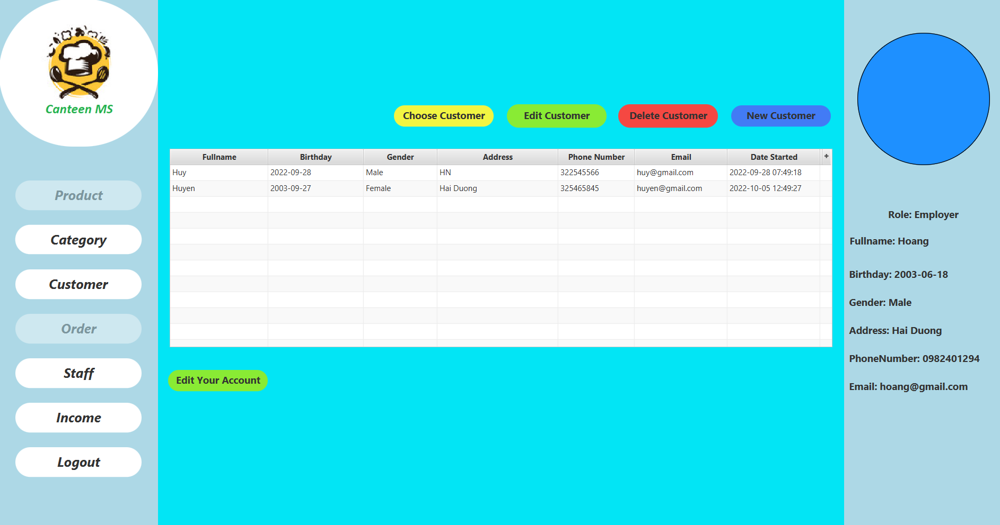 Canteen MS
Product
Category
Customer
Order
Staff
Income
Logout
Choose Customer Edit Customer Delete Customer New Customer
Fullname Birthday Gender Address Phone Number Email Date Started +
Huy 2022-09-28 Male HN 322545566 huy@gmail.com 2022-09-28 07:49:18
Huyen 2003-09-27 Female Hai Duong 325465845 huyen@gmail.com 2022-10-05 12:49:27
Edit Your Account
Role: Employer
Fullname: Hoang
Birthday: 2003-06-18
Gender: Male
Address: Hai Duong
PhoneNumber: 0982401294
Email: hoang@gmail.com